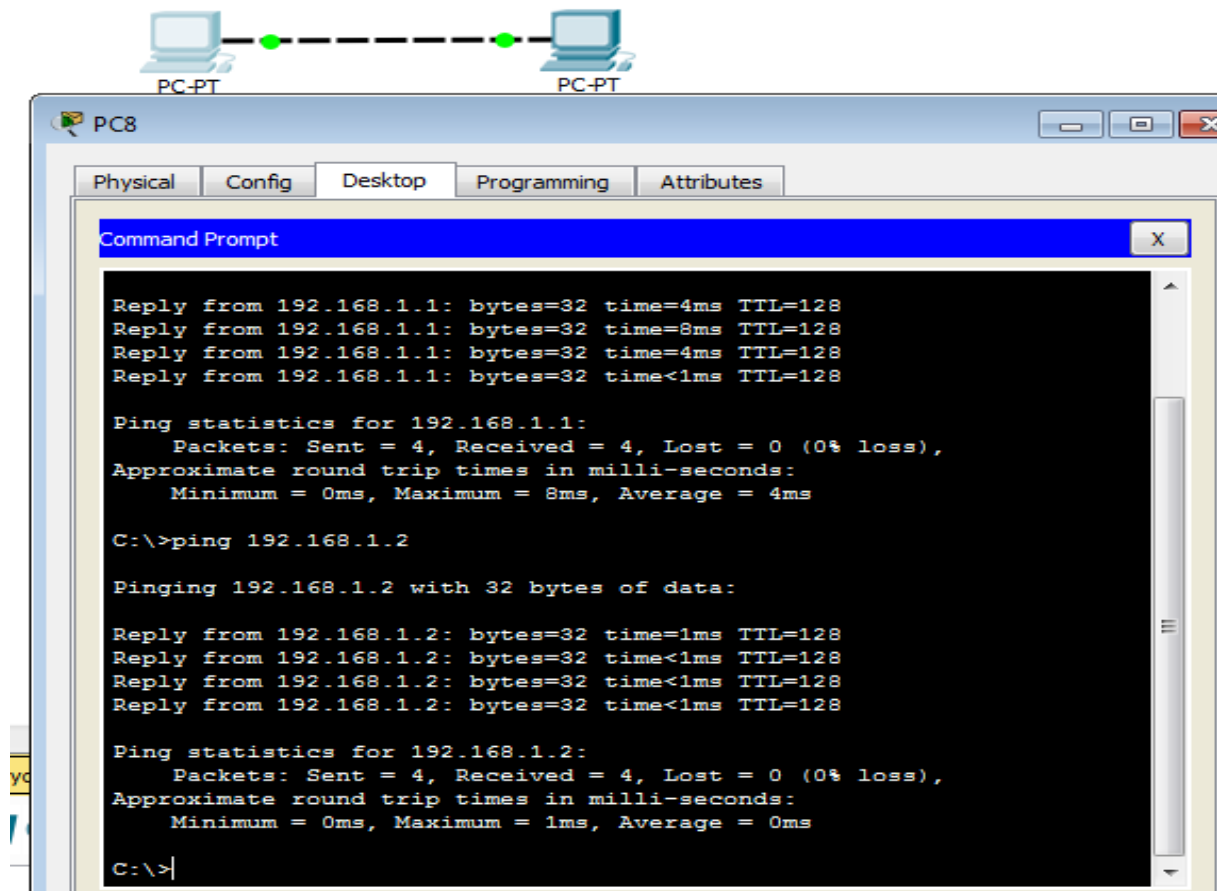 PC-PT
PC-PT
PC8
Physical Config Desktop Programming Attributes
Command Prompt
X
Reply from 192.168.1.1: bytes=32 time=4ms TTL=128
Reply from 192.168.1.1: bytes=32 time=8ms TTL=128
Reply from 192.168.1.1: bytes=32 time=4ms TTL=128
Reply from 192.168.1.1: bytes=32 time<1ms TTL=128
Ping statistics for 192.168.1.1:
Packets: Sent = 4, Received = 4, Lost = 0 (0% loss),
Approximate round trip times in milli-seconds:
Minimum = 0ms, Maximum = 8ms, Average = 4ms
C:\>ping 192.168.1.2
Pinging 192.168.1.2 with 32 bytes of data:
Reply from 192.168.1.2: bytes=32 time=1ms TTL=128
Reply from 192.168.1.2: bytes=32 time<1ms TTL=128
Reply from 192.168.1.2: bytes=32 time<1ms TTL=128
Reply from 192.168.1.2: bytes=32 time<1ms TTL=128
Ping statistics for 192.168.1.2:
Packets: Sent = 4, Received = 4, Lost = 0 (0% loss),
Approximate round trip times in milli-seconds:
Minimum = 0ms, Maximum = 1ms, Average = 0ms
C:\>